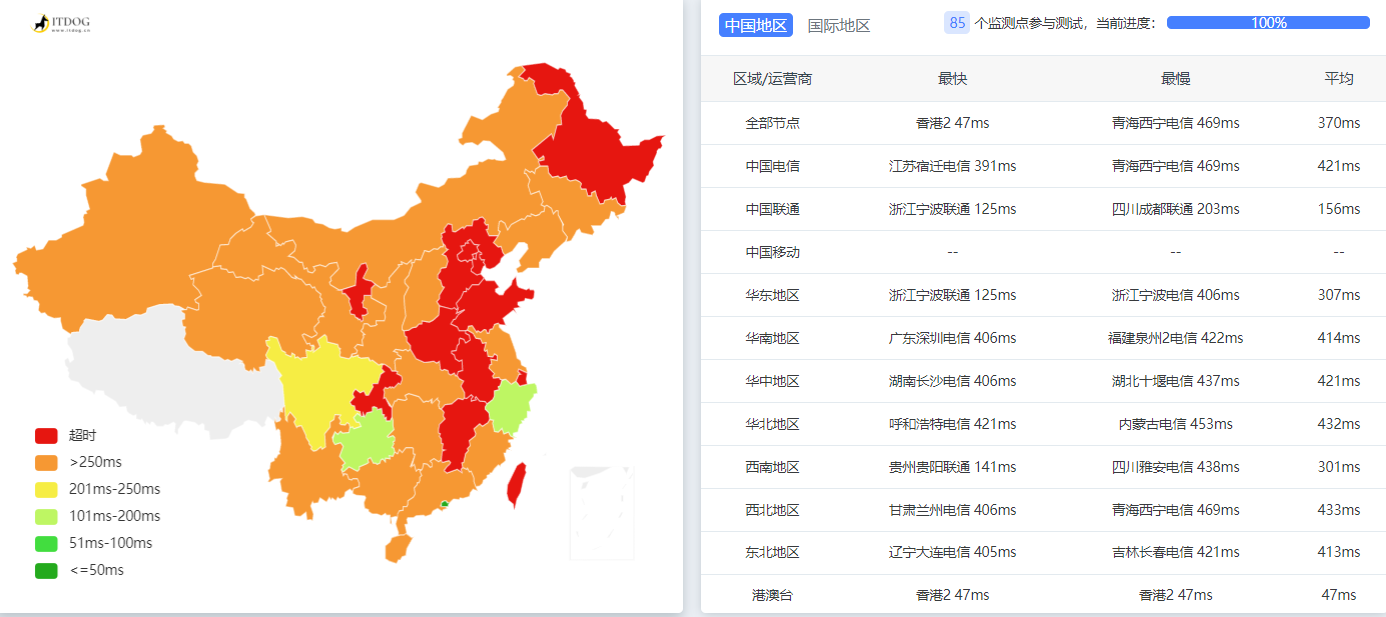 ITDOG
www.itdog.cn
超时
>250ms
201ms-250ms
101ms-200ms
51ms-100ms
<=50ms
中国地区 国际地区 85 个监测点参与测试，当前进度： 100%
区域/运营商 最快 最慢 平均
全部节点 香港2 47ms 青海西宁电信 469ms 370ms
中国电信 江苏宿迁电信 391ms 青海西宁电信 469ms 421ms
中国联通 浙江宁波联通 125ms 四川成都联通 203ms 156ms
中国移动 -- -- --
华东地区 浙江宁波联通 125ms 浙江宁波电信 406ms 307ms
华南地区 广东深圳电信 406ms 福建泉州2电信 422ms 414ms
华中地区 湖南长沙电信 406ms 湖北十堰电信 437ms 421ms
华北地区 呼和浩特电信 421ms 内蒙古电信 453ms 432ms
西南地区 贵州贵阳联通 141ms 四川雅安电信 438ms 301ms
西北地区 甘肃兰州电信 406ms 青海西宁电信 469ms 433ms
东北地区 辽宁大连电信 405ms 吉林长春电信 421ms 413ms
港澳台 香港2 47ms 香港2 47ms 47ms